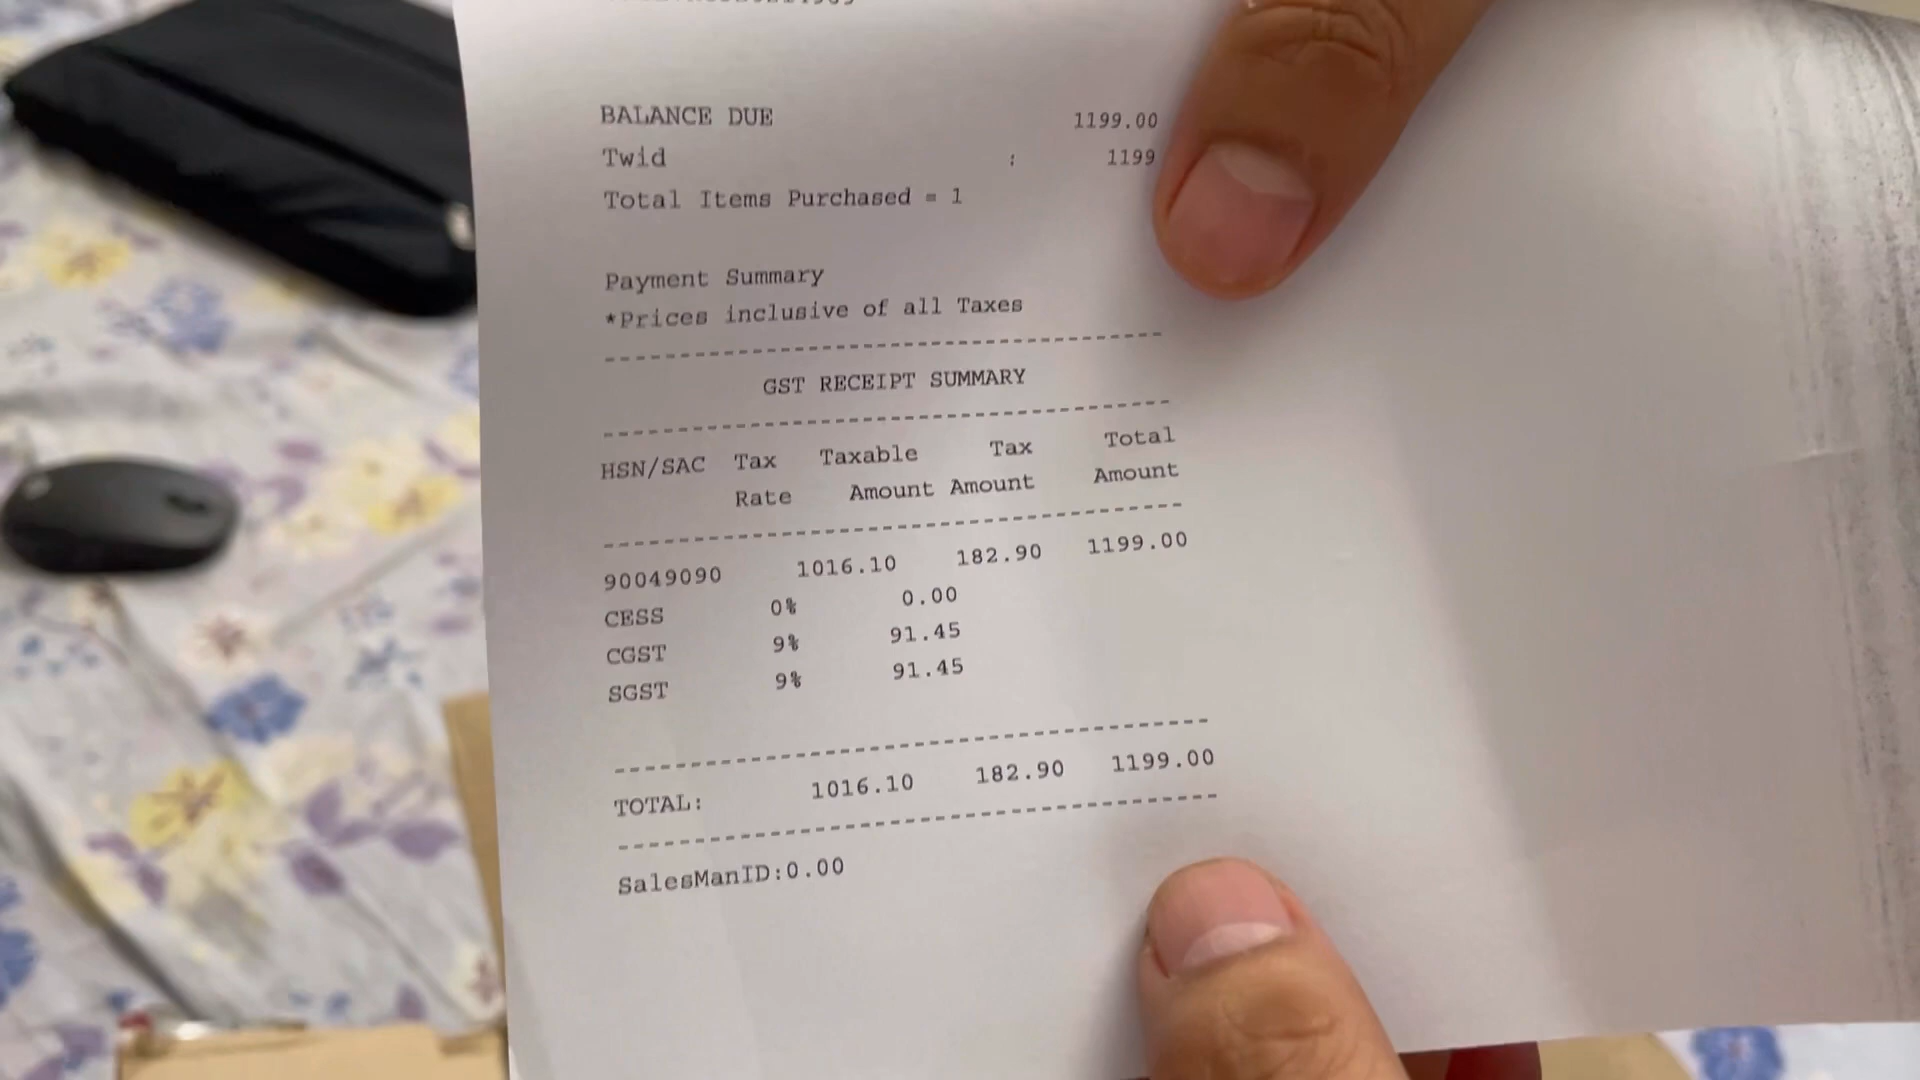 BALANCE DUE 1199.00
Twid : 1199
Total Items Purchased = 1
Payment Summary
*Prices inclusive of all Taxes
----------------------------------------
GST RECEIPT SUMMARY
----------------------------------------
HSN/SAC Tax Taxable Tax Total
Rate Amount Amount Amount
----------------------------------------
90049090 1016.10 182.90 1199.00
CESS 0% 0.00
CGST 9% 91.45
SGST 9% 91.45
----------------------------------------
TOTAL: 1016.10 182.90 1199.00
----------------------------------------
SalesManID:0.00